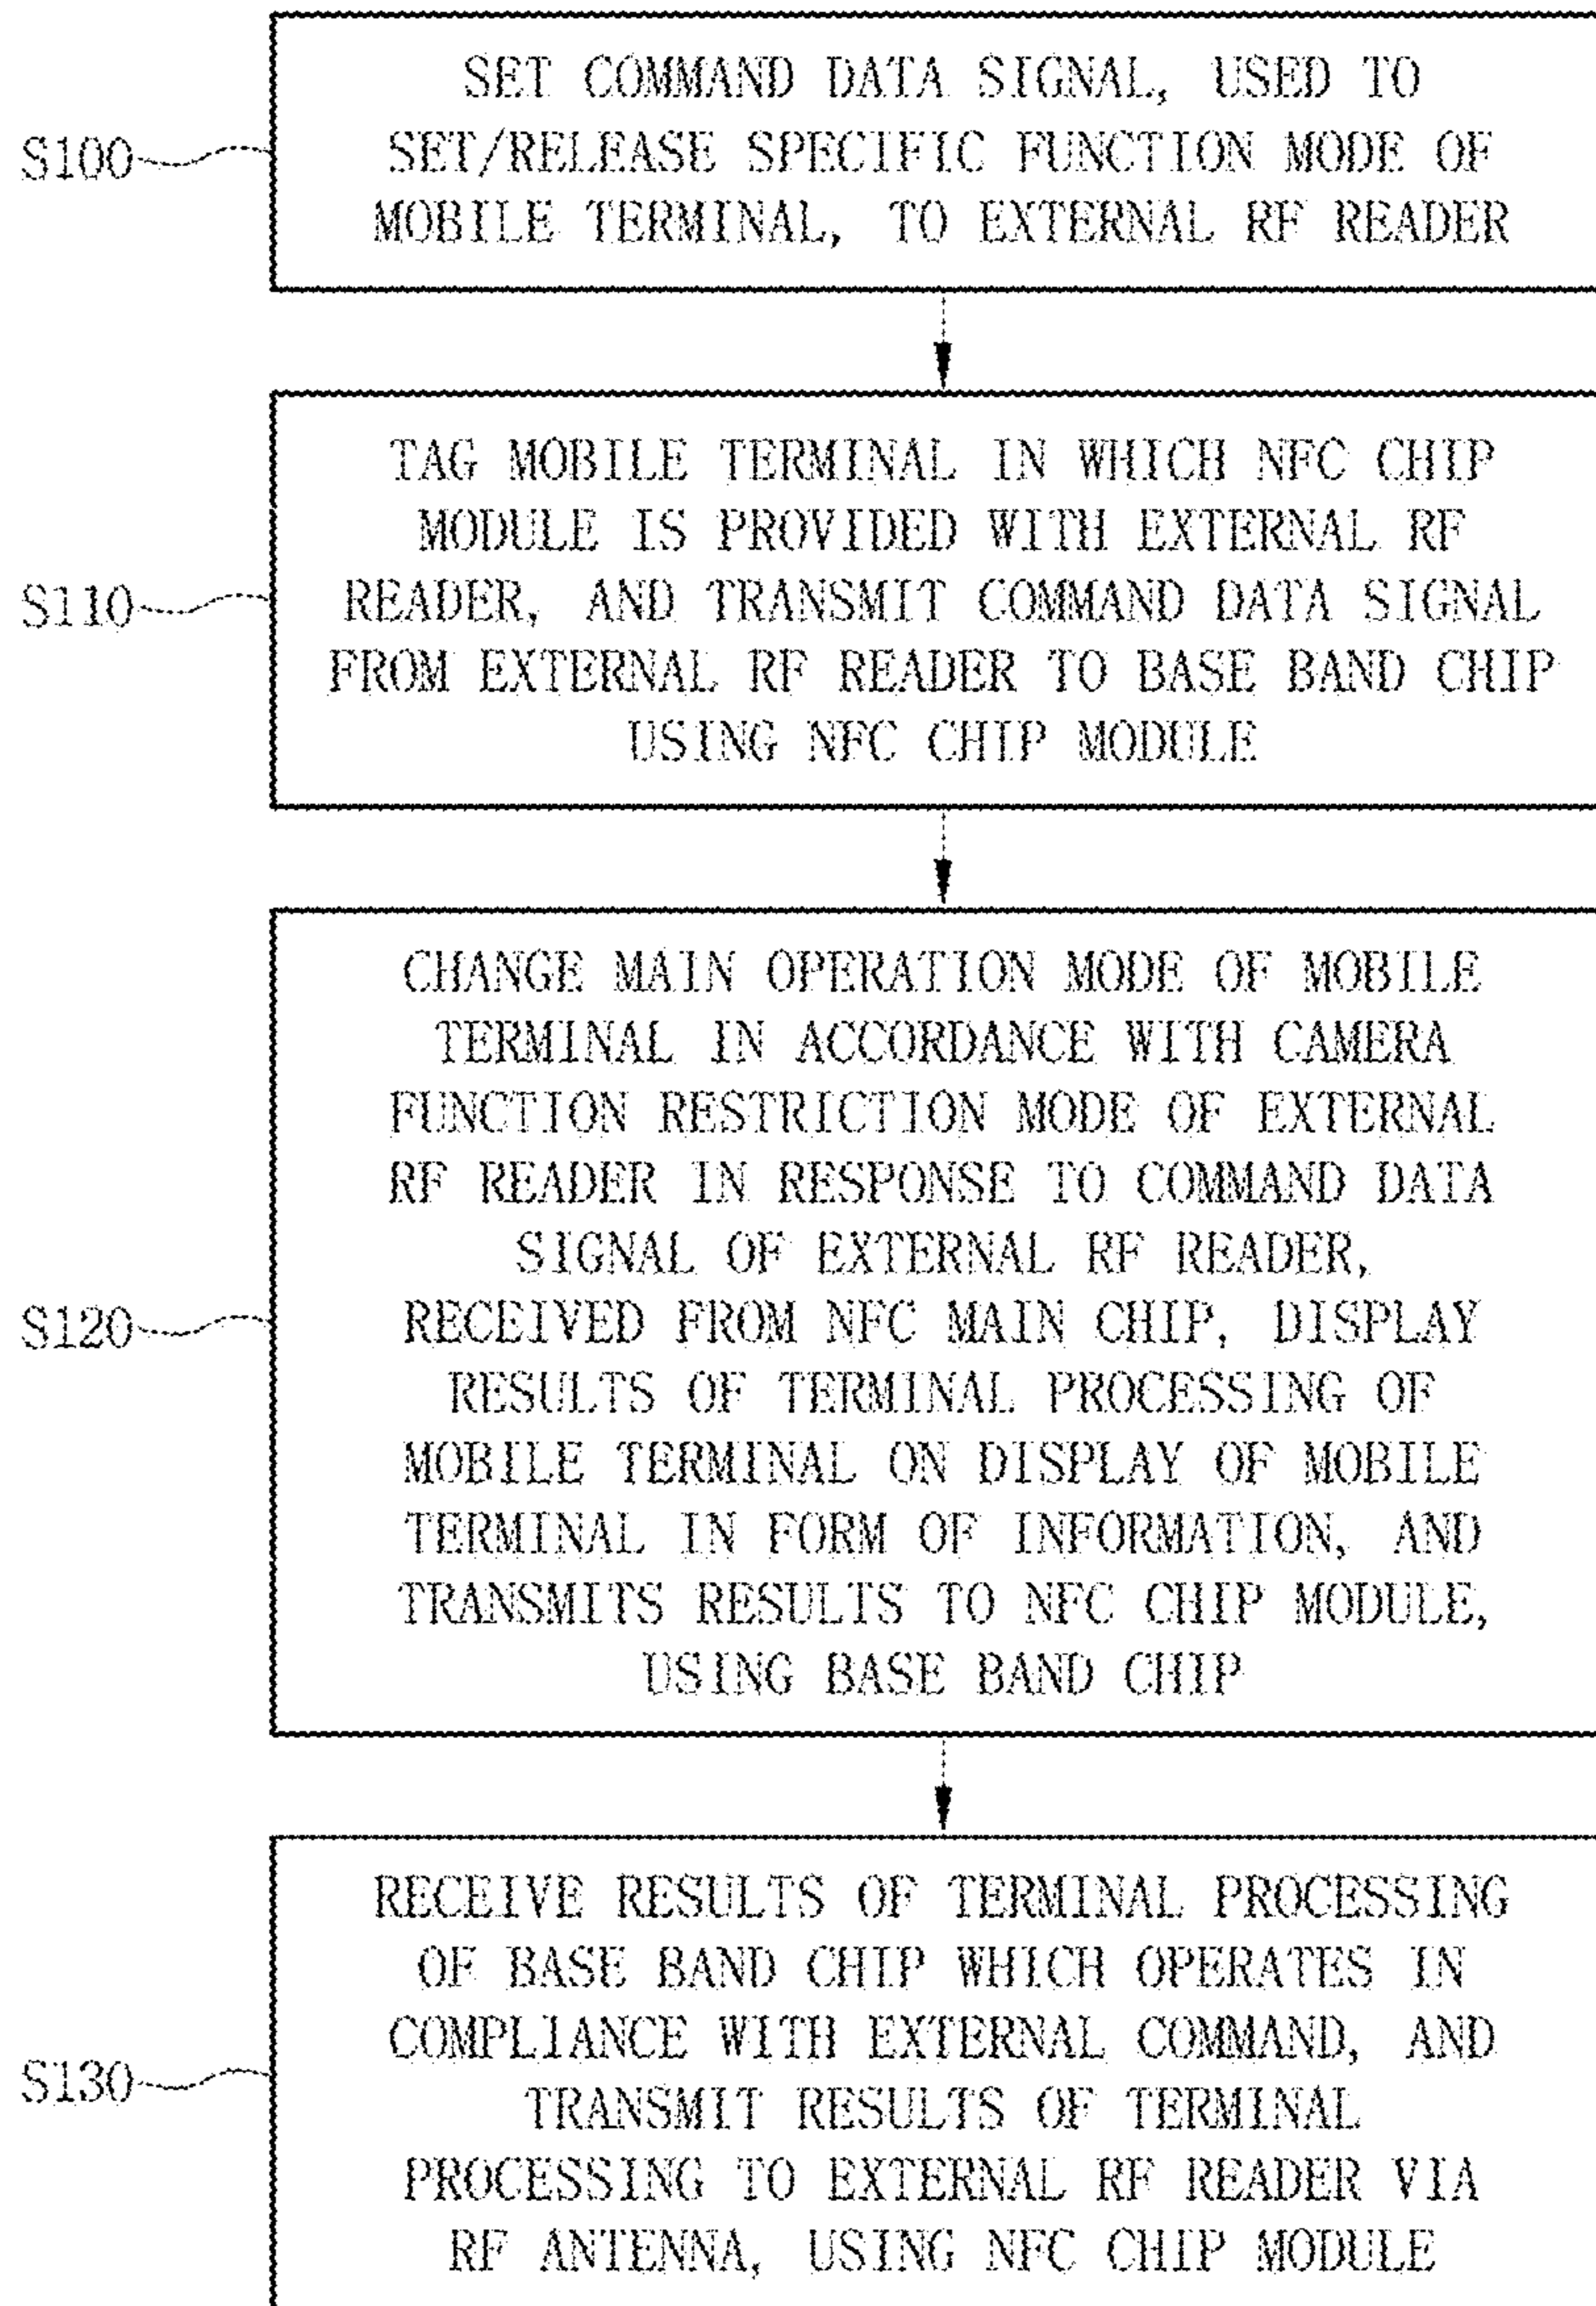 SET COMMAND DATA SIGNAL, USED TO
S100
SET/RELEASE SPECIFIC FUNCTION MODE OF
MOBILE TERMINAL, TO EXTERNAL RF READER
TAG MOBILE TERMINAL IN WHICH NFC CHIP
MODULE IS PROVIDED WITH EXTERNAL RF
S110
READER, AND TRANSMIT COMMAND DATA SIGNAL
FROM EXTERNAL RF READER TO BASE BAND CHIP
USING NFC CHIP MODULE
CHANGE MAIN OPERATION MODE OF MOBILE
TERMINAL IN ACCORDANCE WITH CAMERA
FUNCTION RESTRICTION MODE OF EXTERNAL
RF READER IN RESPONSE TO COMMAND DATA
SIGNAL OF EXTERNAL RF READER,
S120
RECEIVED FROM NFC MAIN CHIP, DISPLAY
RESULTS OF TERMINAL PROCESSING OF
MOBILE TERMINAL ON DISPLAY OF MOBILE
TERMINAL IN FORM OF INFORMATION, AND
TRANSMITS RESULTS TO NFC CHIP MODULE,
USING BASE BAND CHIP
RECEIVE RESULTS OF TERMINAL PROCESSING
OF BASE BAND CHIP WHICH OPERATES IN
COMPLIANCE WITH EXTERNAL COMMAND, AND
S130
TRANSMIT RESULTS OF TERMINAL
PROCESSING TO EXTERNAL RF READER VIA
RF ANTENNA, USING NFC CHIP MODULE